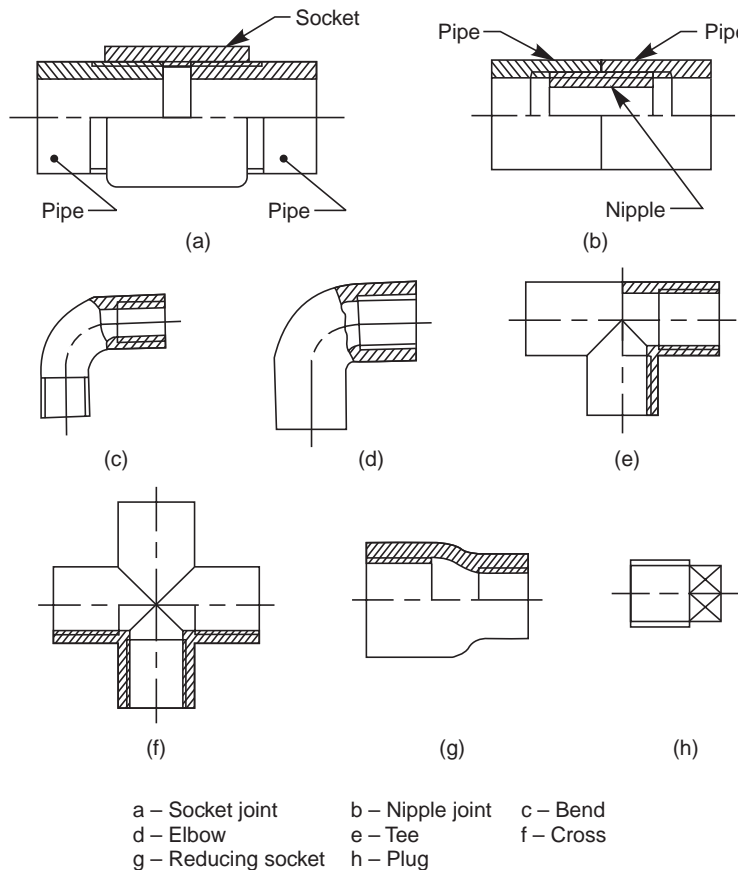 Socket
Pipe
Pipe
Pipe
Pipe
Nipple
(a)
(b)
(c)
(d)
(e)
(f)
(g)
(h)
a – Socket joint b – Nipple joint c – Bend
d – Elbow e – Tee f – Cross
g – Reducing socket h – Plug